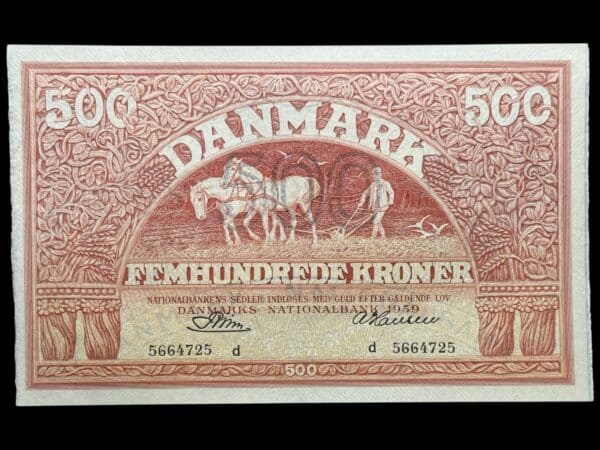 500 500
DANMARK
500
FEMHUNDREDE KRONER
NATIONALBANKENS SEDLER INDLØSES MED GULD EFTER GÆLDENDE LOV
DANMARKS NATIONALBANK 1959
5664725 d d 5664725
500